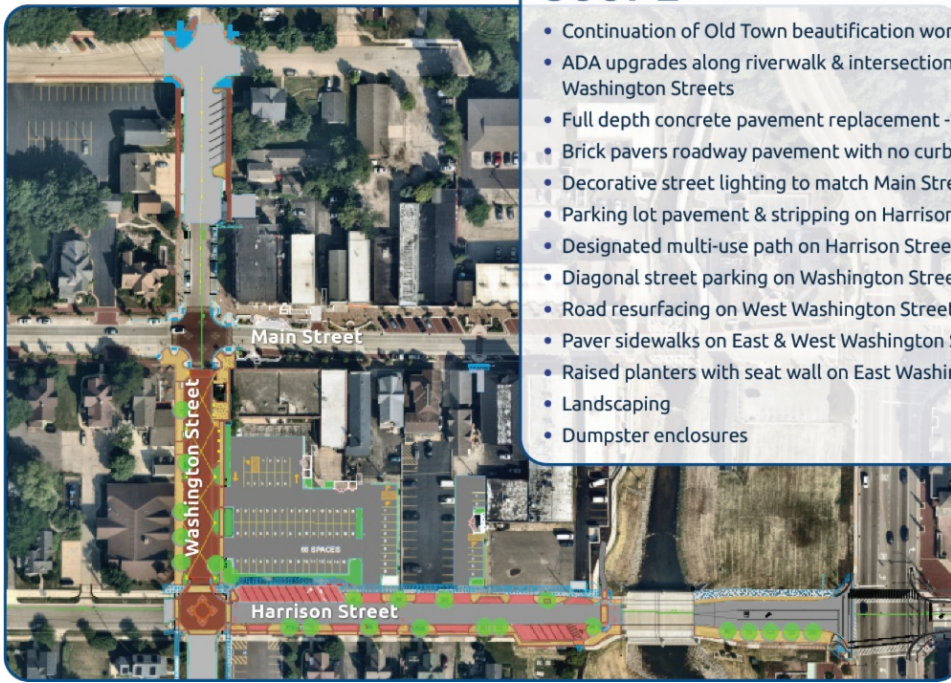 • Continuation of Old Town beautification wor
• ADA upgrades along riverwalk & intersection
Washington Streets
• Full depth concrete pavement replacement -
• Brick pavers roadway pavement with no curb
• Decorative street lighting to match Main Stre
• Parking lot pavement & stripping on Harrison
• Designated multi-use path on Harrison Stree
• Diagonal street parking on Washington Stree
• Road resurfacing on West Washington Street
• Paver sidewalks on East & West Washington S
• Raised planters with seat wall on East Washin
• Landscaping
• Dumpster enclosures
Main Street
Washington Street
66 SPACES
Harrison Street